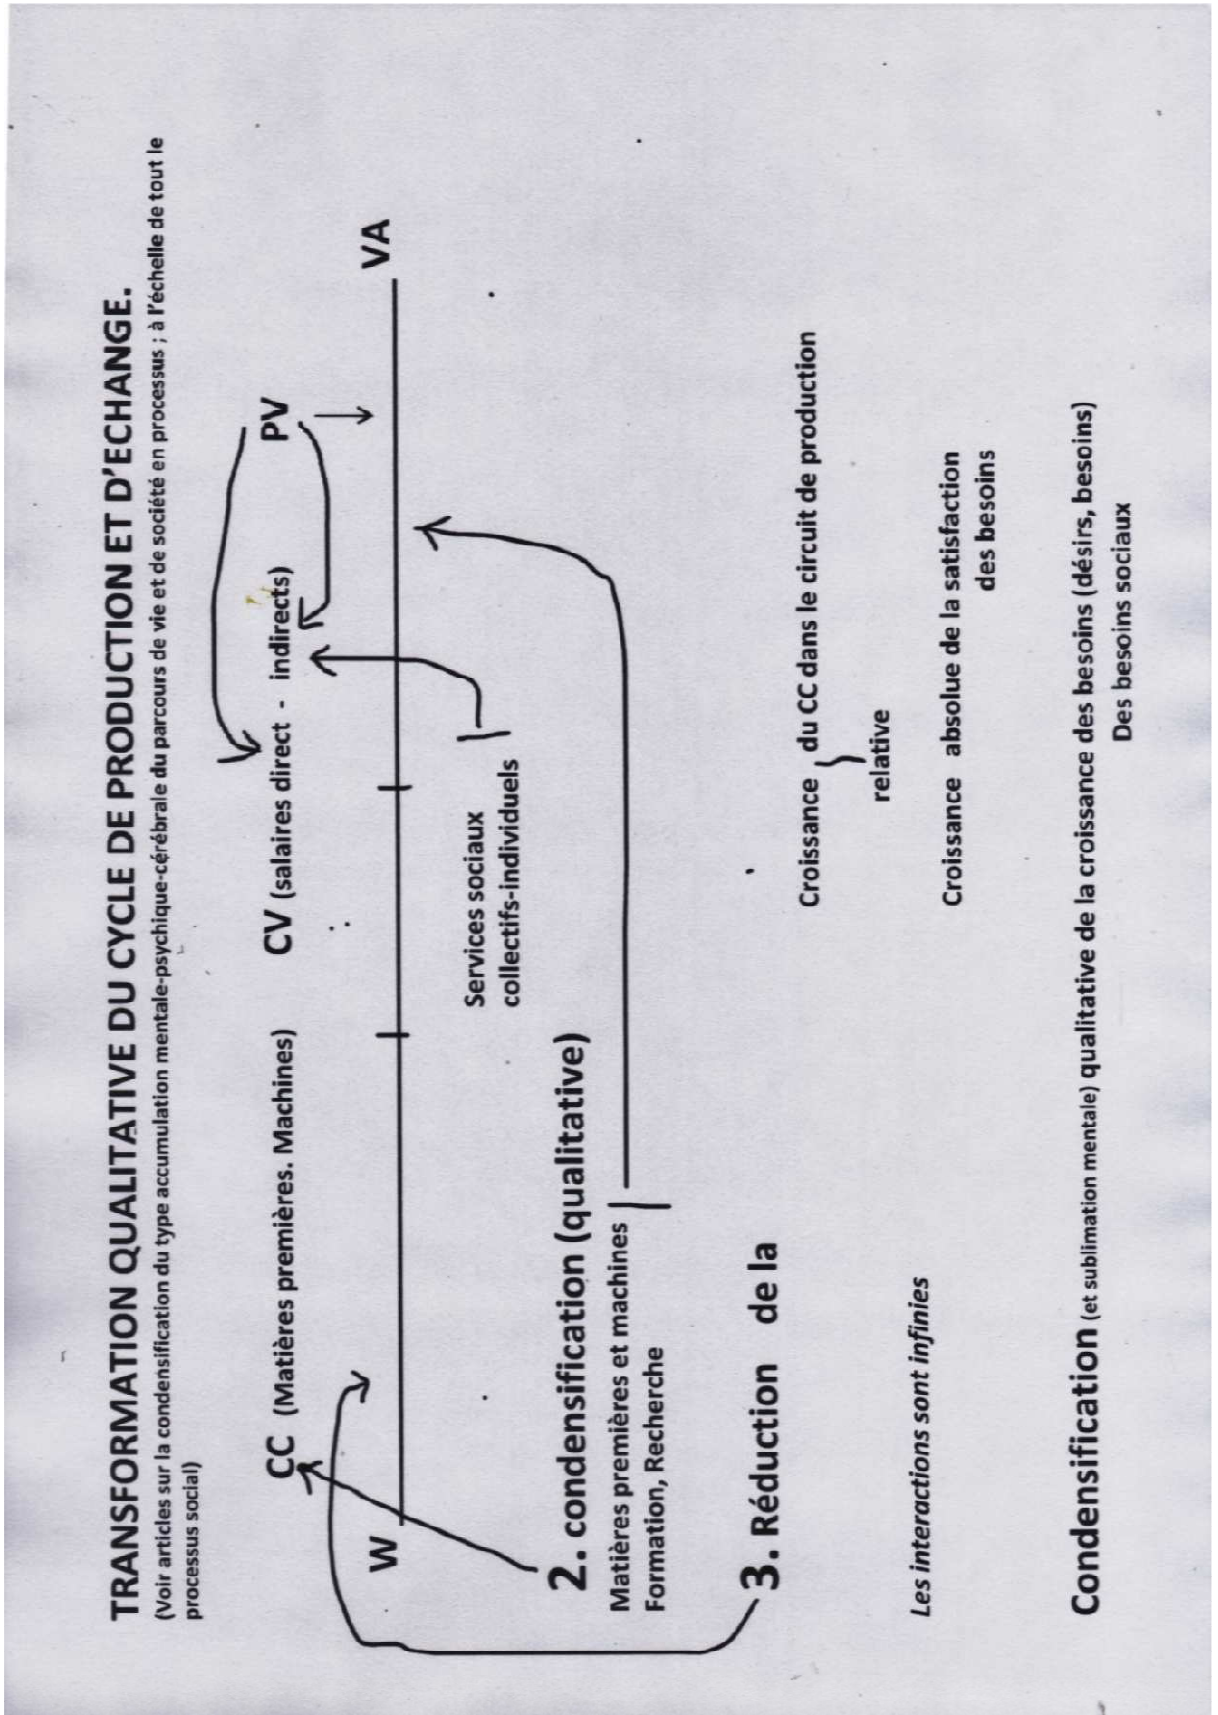 TRANSFORMATION QUALITATIVE DU CYCLE DE PRODUCTION ET D'ECHANGE.
(Voir articles sur la condensification du type accumulation mentale-psychique-cérébrale du parcours de vie et de société en processus ; à l'échelle de tout le
processus social)
CC (Matières premières. Machines) CV (salaires direct - indirects) PV
W VA
Services sociaux
collectifs-individuels
2. condensification (qualitative)
Matières premières et machines
Formation, Recherche
3. Réduction de la
Croissance du CC dans le circuit de production
relative
Les interactions sont infinies
Croissance absolue de la satisfaction
des besoins
Condensification (et sublimation mentale) qualitative de la croissance des besoins (désirs, besoins)
Des besoins sociaux